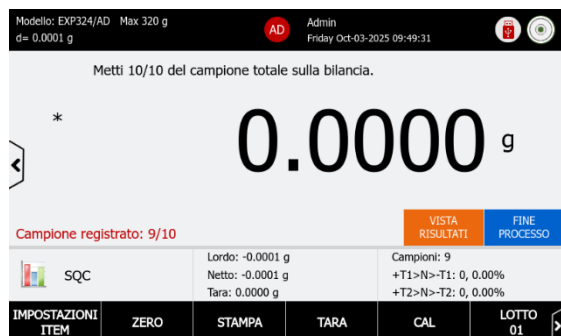 Modello: EXP324/AD Max 320 g
d= 0.0001 g
AD
Admin
Friday Oct-03-2025 09:49:31
Metti 10/10 del campione totale sulla bilancia.
*
0.0000 g
Campione registrato: 9/10
VISTA
RISULTATI
FINE
PROCESSO
SQC
Lordo: -0.0001 g
Netto: -0.0001 g
Tara: 0.0000 g
Campioni: 9
+T1>N>-T1: 0, 0.00%
+T2>N>-T2: 0, 0.00%
IMPOSTAZIONI
ITEM
ZERO
STAMPA
TARA
CAL
LOTTO
01